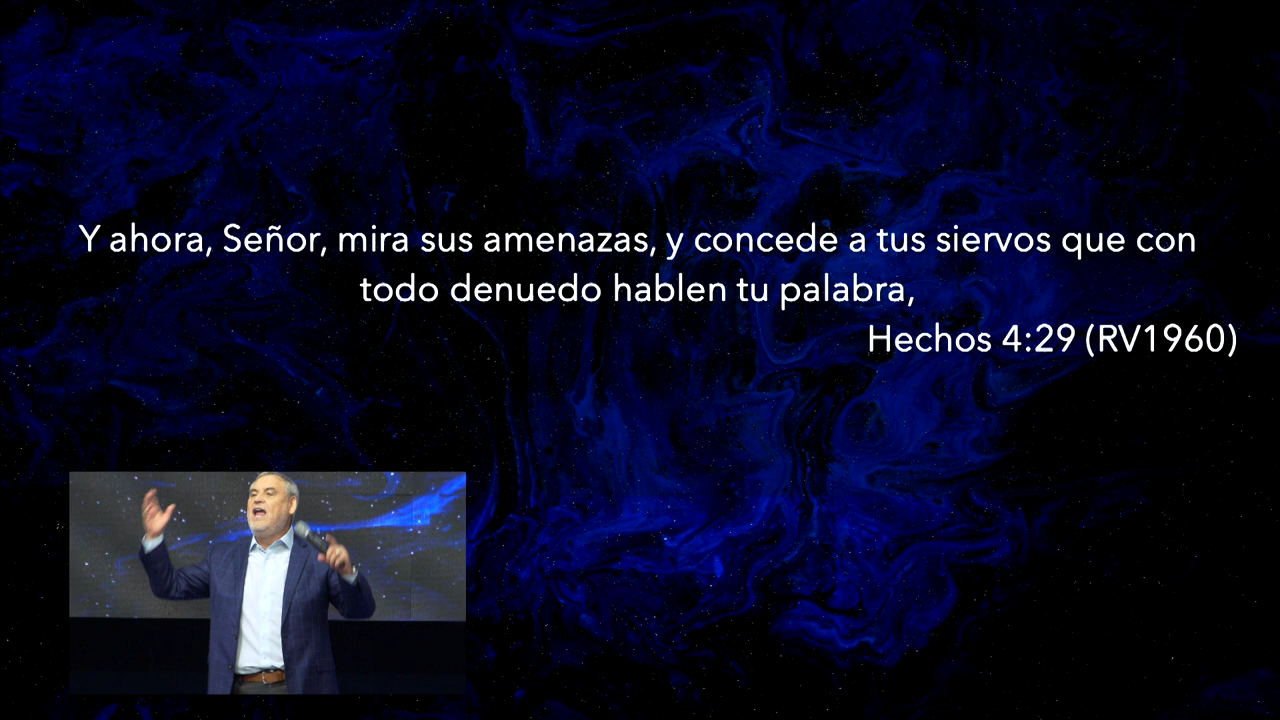 Y ahora, Señor, mira sus amenazas, y concede a tus siervos que con
todo denuedo hablen tu palabra,
Hechos 4:29 (RV1960)